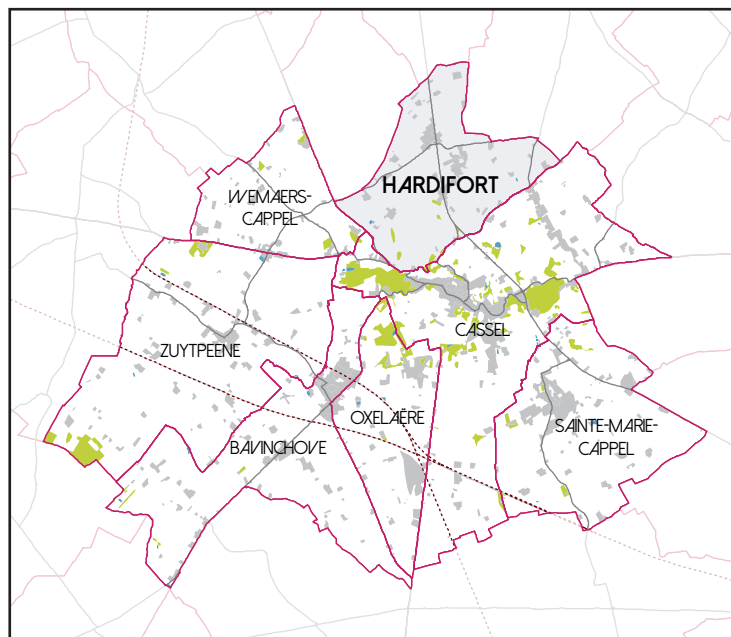 HARDIFORT
WEMAERS-
CAPPEL
CASSEL
ZUYTPEENE
OXELAËRE
SAINTE-MARIE-
CAPPEL
BAVINCHOVE